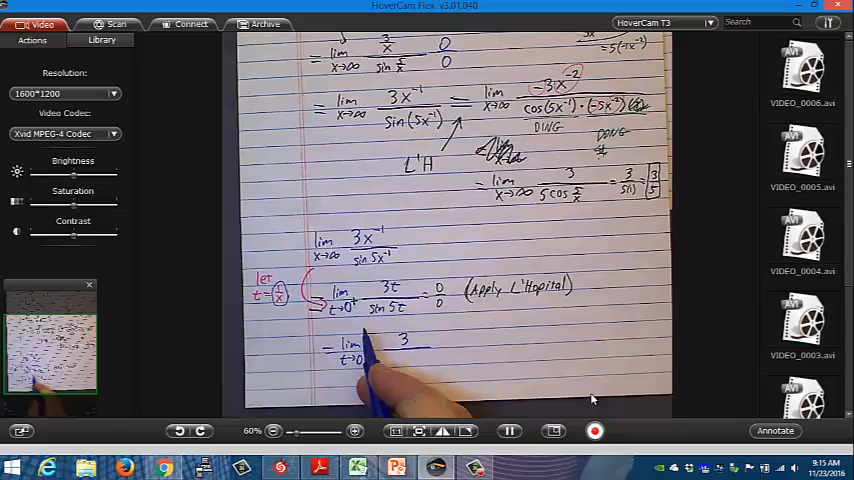 HoverCam Flex v3.01.040
Video Scan Connect Archive HoverCam T3 Search
Actions Library
Resolution:
1600*1200
Video Codec:
Xvid MPEG-4 Codec
Brightness
Saturation
Contrast
= lim x→∞ 3/x / sin 5/x 0/0
= lim x→∞ 3x⁻¹ / sin(5x⁻¹) = lim x→∞ -3x⁻² / cos(5x⁻¹)·(-5x⁻²)
DING DONG
L'H
= lim x→∞ 3 / 5cos 5/x = 3/5(1) = 3/5
lim x→∞ 3x⁻¹ / sin 5x⁻¹
let
t = 1/x
= lim t→0⁺ 3t / sin 5t = 0/0 (Apply L'Hopital)
= lim t→0 3
VIDEO_0006.avi
VIDEO_0005.avi
VIDEO_0004.avi
VIDEO_0003.avi
60%
Annotate
9:15 AM
11/23/2016